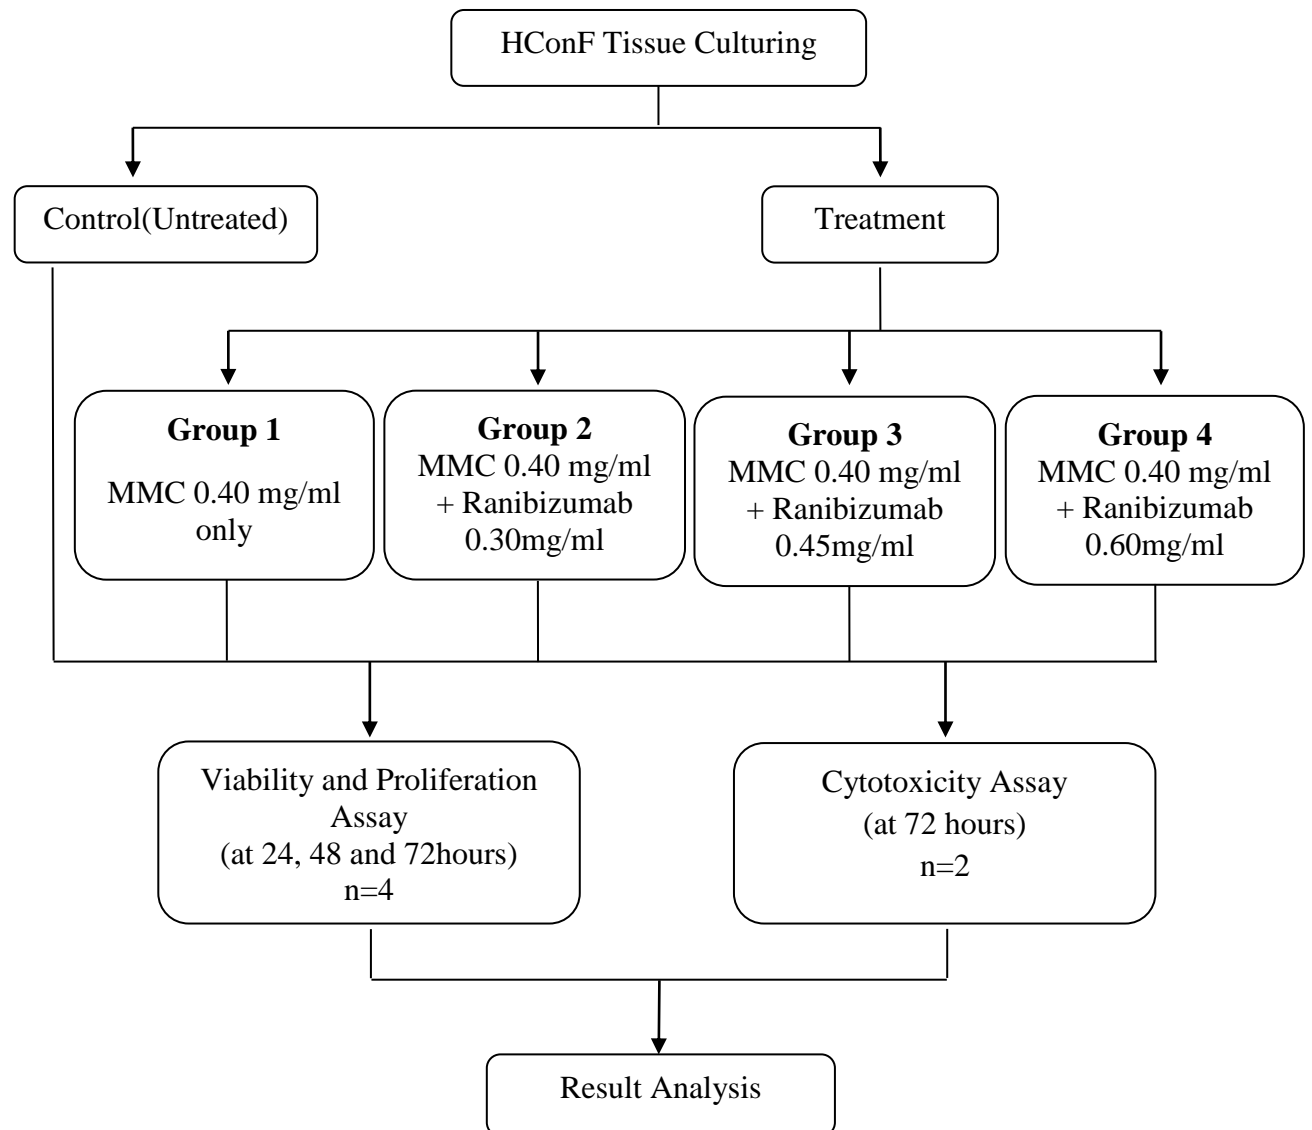 HConF Tissue Culturing
Control(Untreated)
Treatment
Group 1
MMC 0.40 mg/ml
only
Group 2
MMC 0.40 mg/ml
+ Ranibizumab
0.30mg/ml
Group 3
MMC 0.40 mg/ml
+ Ranibizumab
0.45mg/ml
Group 4
MMC 0.40 mg/ml
+ Ranibizumab
0.60mg/ml
Viability and Proliferation
Assay
(at 24, 48 and 72hours)
n=4
Cytotoxicity Assay
(at 72 hours)
n=2
Result Analysis